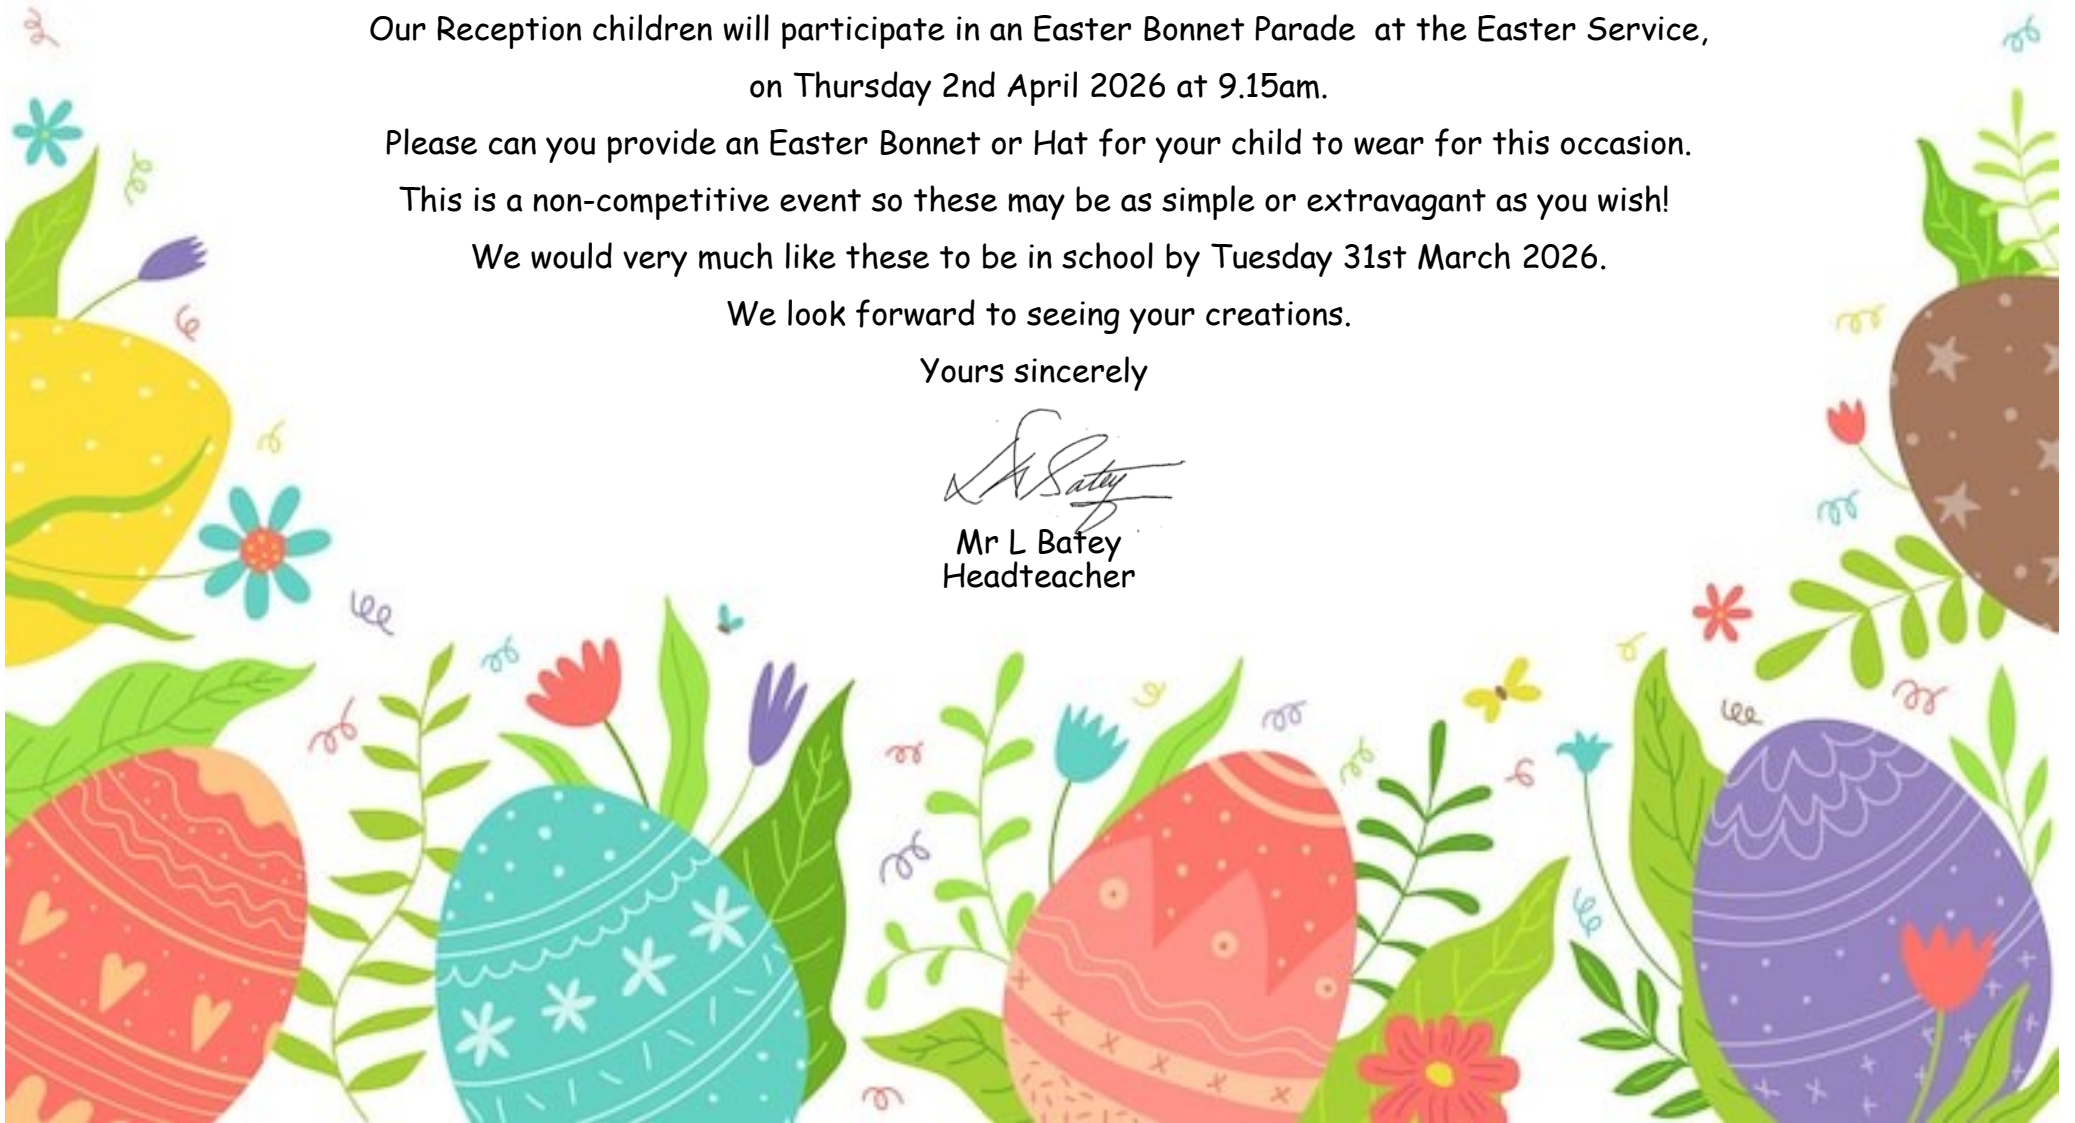 Our Reception children will participate in an Easter Bonnet Parade  at the Easter Service,
on Thursday 2nd April 2026 at 9.15am.
Please can you provide an Easter Bonnet or Hat for your child to wear for this occasion.
This is a non-competitive event so these may be as simple or extravagant as you wish!
We would very much like these to be in school by Tuesday 31st March 2026.
We look forward to seeing your creations.
Yours sincerely
Mr L Batey
Headteacher